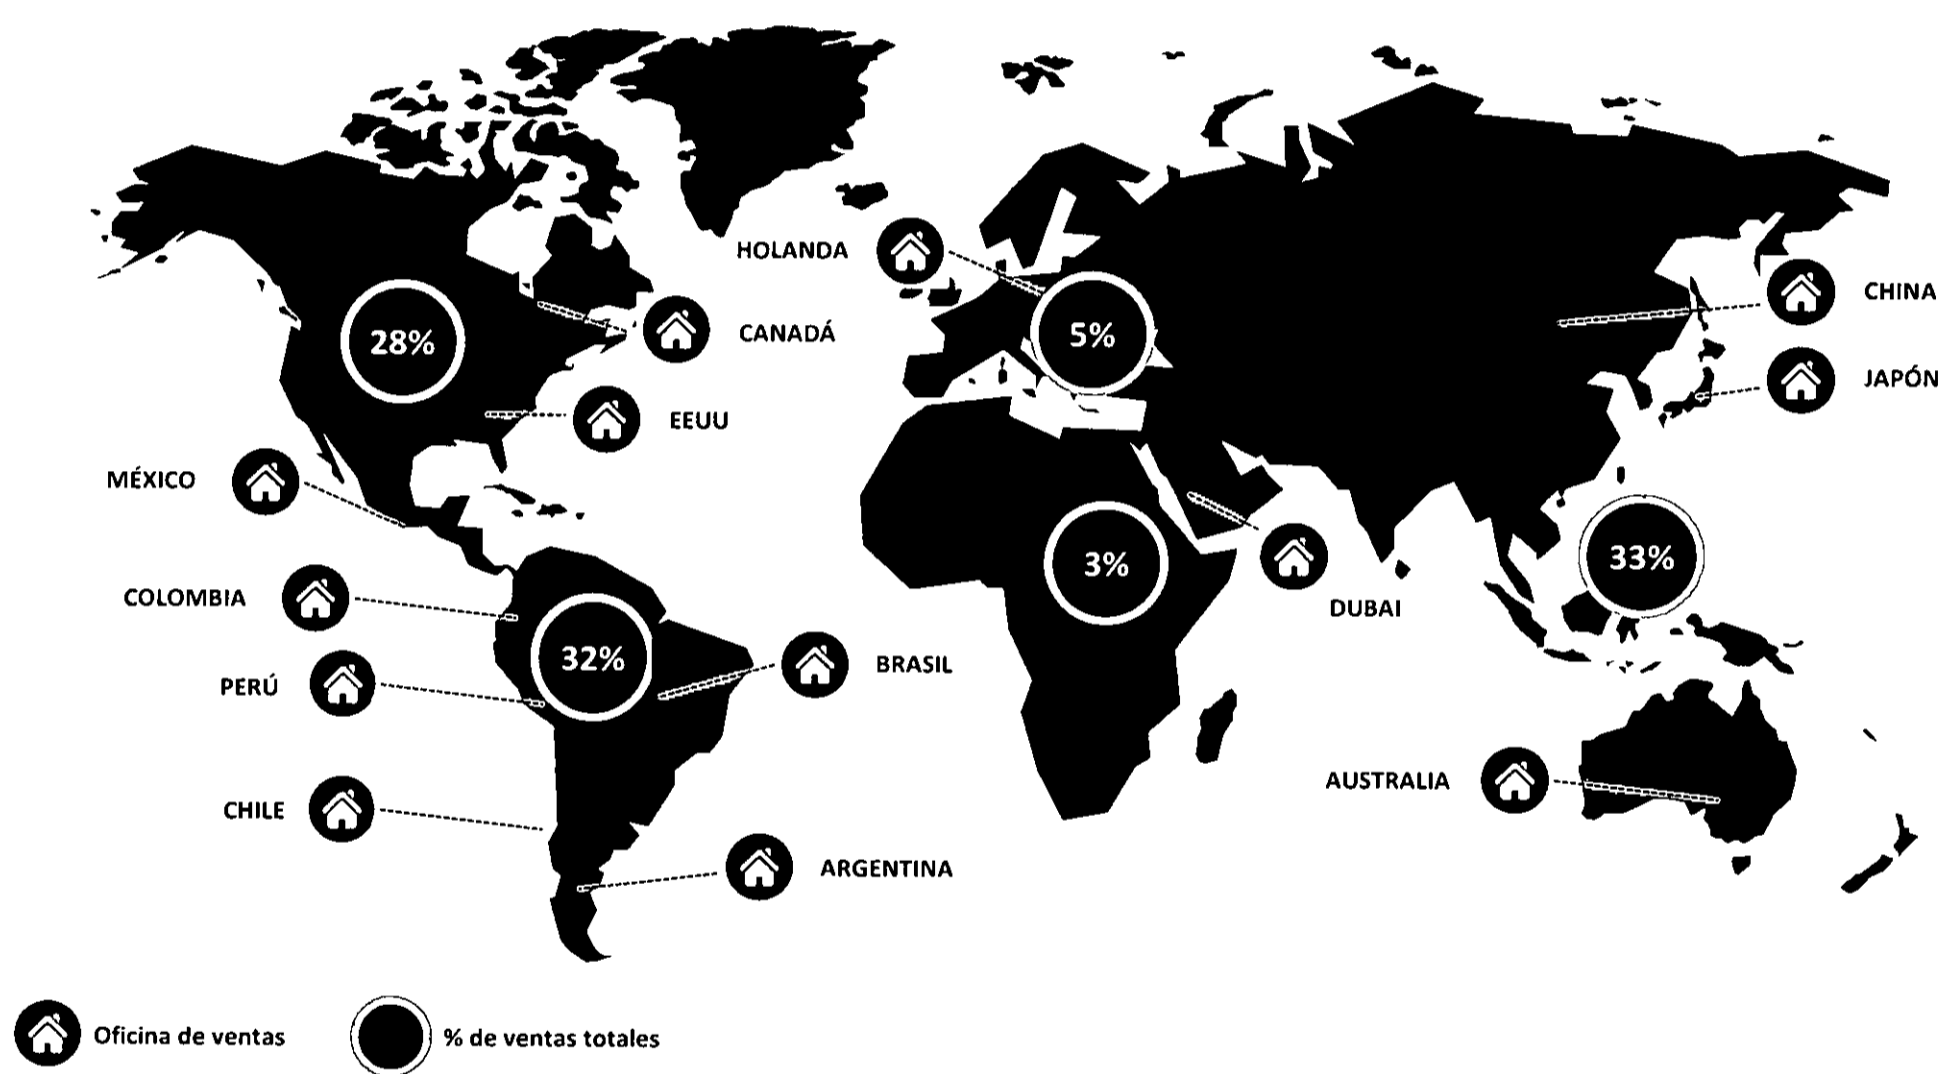 HOLANDA
CHINA
28%
CANADÁ
5%
JAPÓN
EEUU
MÉXICO
3%
33%
COLOMBIA
DUBAI
32%
BRASIL
PERÚ
AUSTRALIA
CHILE
ARGENTINA
Oficina de ventas
% de ventas totales